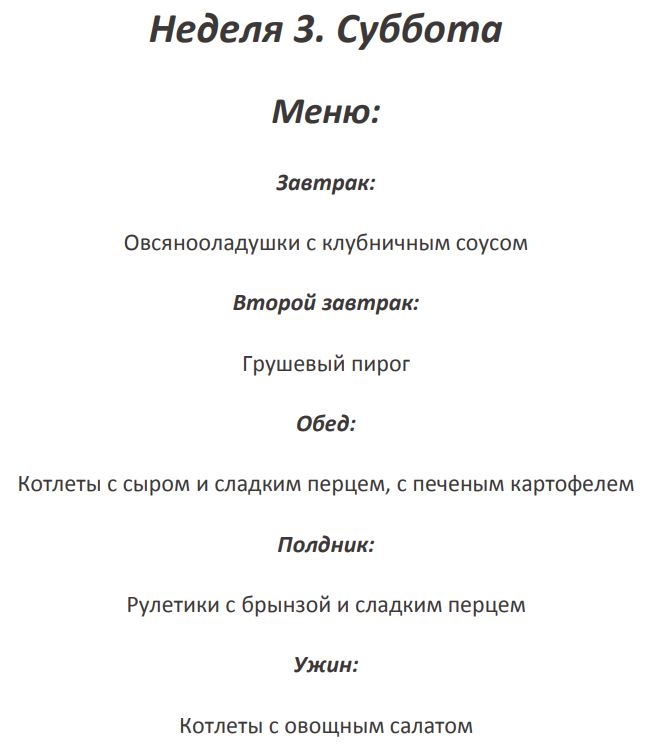 Неделя 3. Суббота
Меню:
Завтрак:
Овсянооладушки с клубничным соусом
Второй завтрак:
Грушевый пирог
Обед:
Котлеты с сыром и сладким перцем, с печеным картофелем
Полдник:
Рулетики с брынзой и сладким перцем
Ужин:
Котлеты с овощным салатом